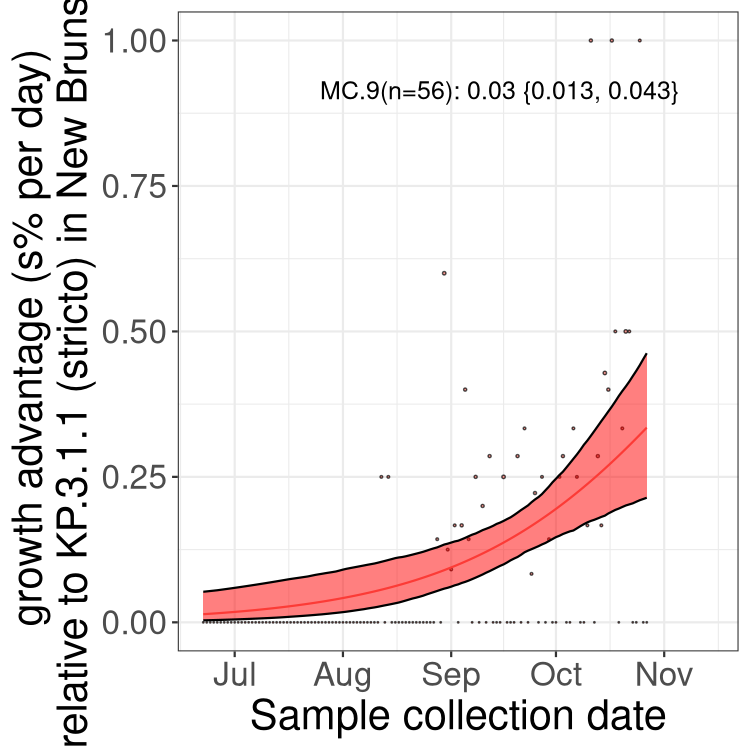 growth advantage (s% per day)
relative to KP.3.1.1 (stricto) in New Bruns
1.00
0.75
0.50
0.25
0.00
MC.9(n=56): 0.03 {0.013, 0.043}
Jul Aug Sep Oct Nov
Sample collection date